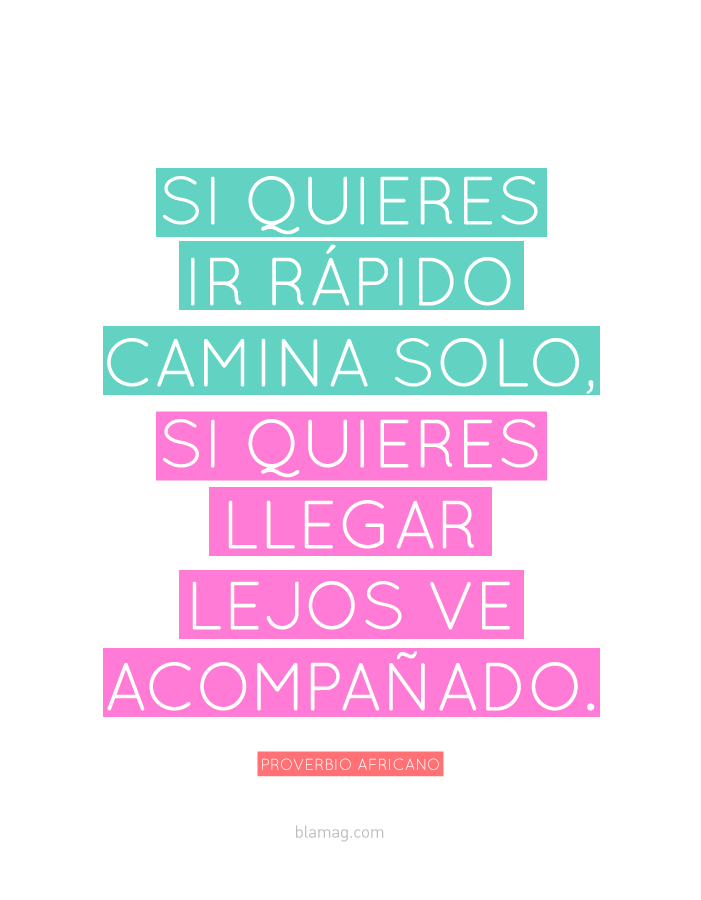 SI QUIERES
IR RÁPIDO
CAMINA SOLO,
SI QUIERES
LLEGAR
LEJOS VE
ACOMPAÑADO.
PROVERBIO AFRICANO
blamag.com